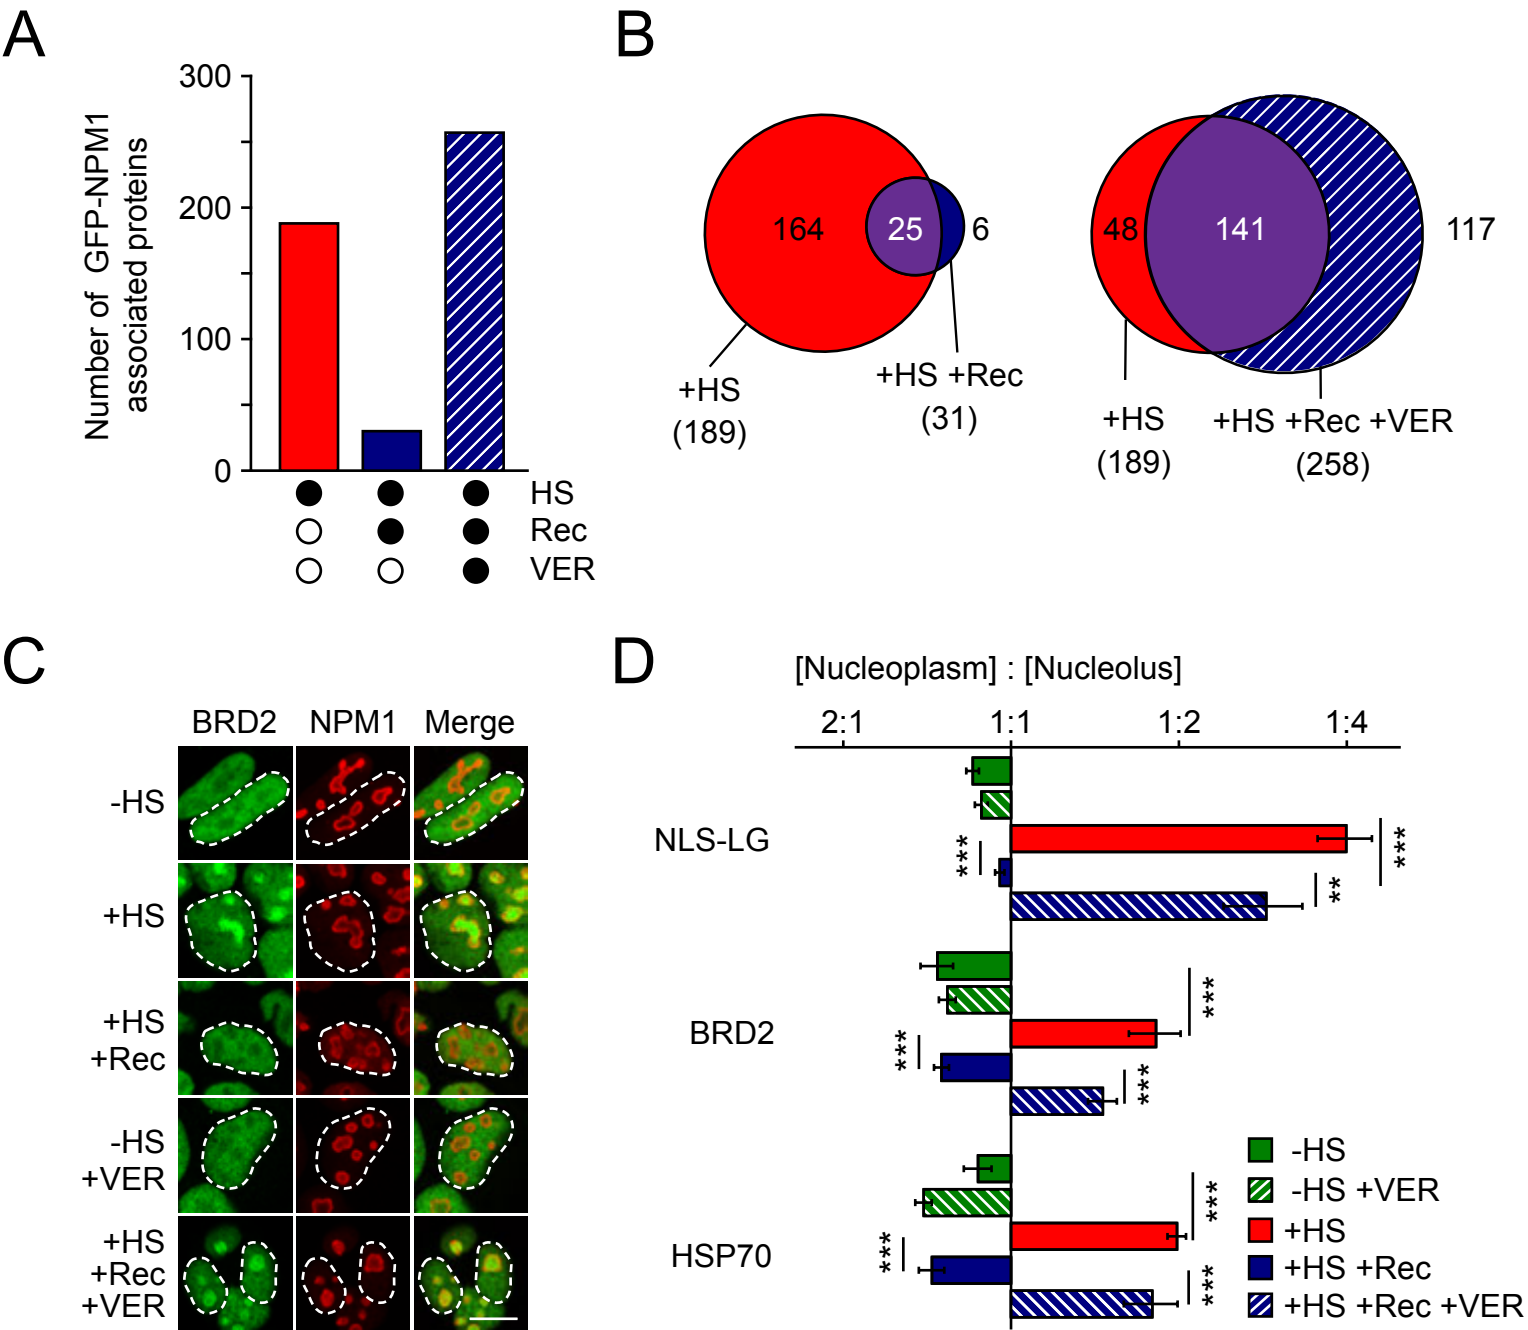 A
Number of GFP-NPM1
associated proteins
300
200
100
0
HS
Rec
VER
B
164
25
6
+HS
(189)
+HS +Rec
(31)
48
141
117
+HS
(189)
+HS +Rec +VER
(258)
C
BRD2 NPM1 Merge
-HS
+HS
+HS
+Rec
-HS
+VER
+HS
+Rec
+VER
D
[Nucleoplasm] : [Nucleolus]
2:1 1:1 1:2 1:4
NLS-LG
***
***
**
BRD2
***
***
***
HSP70
***
***
***
-HS
-HS +VER
+HS
+HS +Rec
+HS +Rec +VER